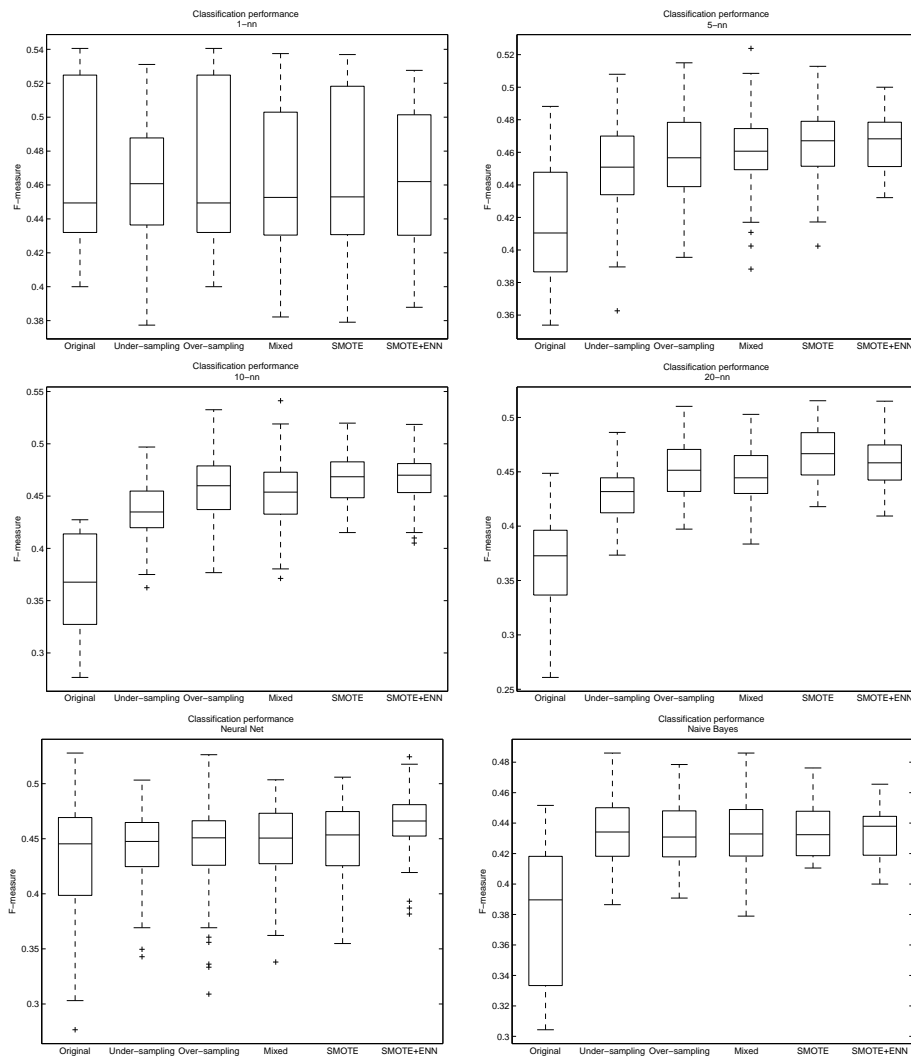 Classification performance
1-nn
F-measure
0.54
0.52
0.5
0.48
0.46
0.44
0.42
0.4
0.38
Original Under-sampling Over-sampling Mixed SMOTE SMOTE+ENN
Classification performance
5-nn
F-measure
0.52
0.5
0.48
0.46
0.44
0.42
0.4
0.38
0.36
Original Under-sampling Over-sampling Mixed SMOTE SMOTE+ENN
Classification performance
10-nn
F-measure
0.55
0.5
0.45
0.4
0.35
0.3
Original Under-sampling Over-sampling Mixed SMOTE SMOTE+ENN
Classification performance
20-nn
F-measure
0.5
0.45
0.4
0.35
0.3
0.25
Original Under-sampling Over-sampling Mixed SMOTE SMOTE+ENN
Classification performance
Neural Net
F-measure
0.5
0.45
0.4
0.35
0.3
Original Under-sampling Over-sampling Mixed SMOTE SMOTE+ENN
Classification performance
Naive Bayes
F-measure
0.48
0.46
0.44
0.42
0.4
0.38
0.36
0.34
0.32
0.3
Original Under-sampling Over-sampling Mixed SMOTE SMOTE+ENN